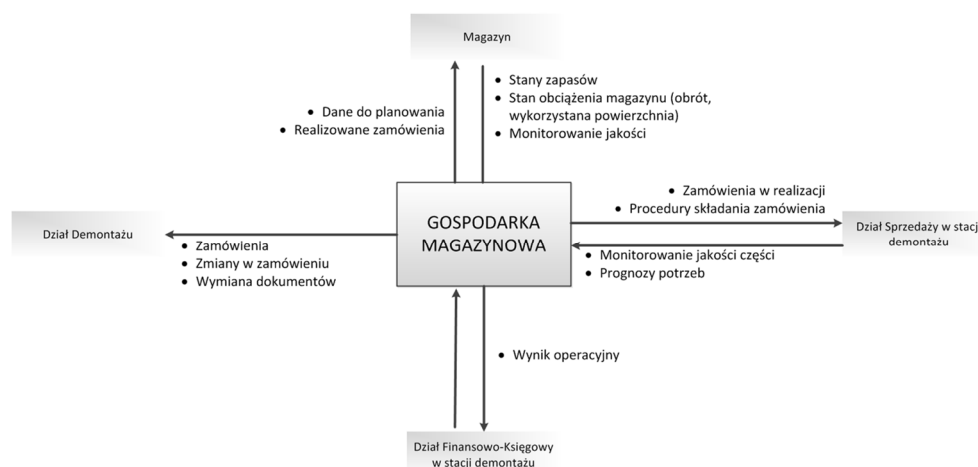 Magazyn
• Dane do planowania
• Realizowane zamówienia
• Stany zapasów
• Stan obciążenia magazynu (obrót,
wykorzystana powierzchnia)
• Monitorowanie jakości
GOSPODARKA
MAGAZYNOWA
Dział Demontażu
• Zamówienia
• Zmiany w zamówieniu
• Wymiana dokumentów
• Zamówienia w realizacji
• Procedury składania zamówienia
Dział Sprzedaży w stacj
demontażu
• Monitorowanie jakości części
• Prognozy potrzeb
• Wynik operacyjny
Dział Finansowo-Księgowy
w stacji demontażu